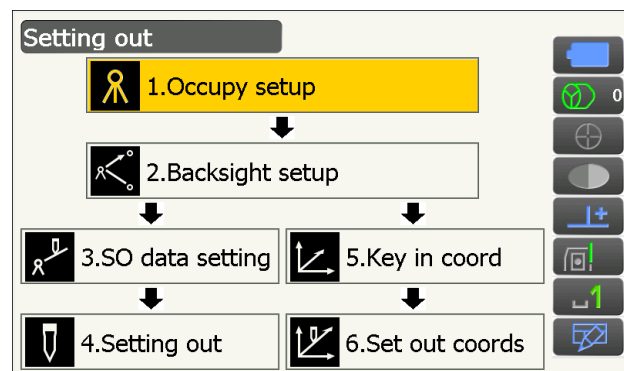 Setting out
1.Occupy setup
2.Backsight setup
3.SO data setting
5.Key in coord
4.Setting out
6.Set out coords
0
1